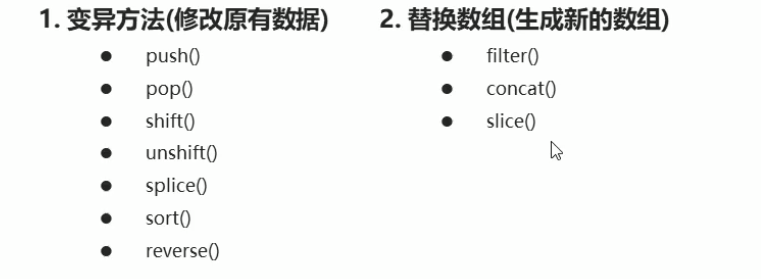 1. 变异方法(修改原有数据)
● push()
● pop()
● shift()
● unshift()
● splice()
● sort()
● reverse()
2. 替换数组(生成新的数组)
● filter()
● concat()
● slice()